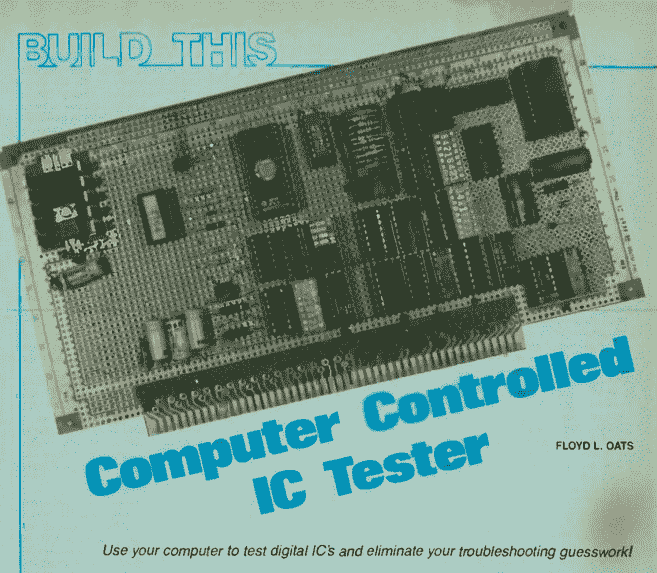 BUILD THIS
Computer Controlled
IC Tester
FLOYD L. OATS
Use your computer to test digital IC's and eliminate your troubleshooting guesswork!